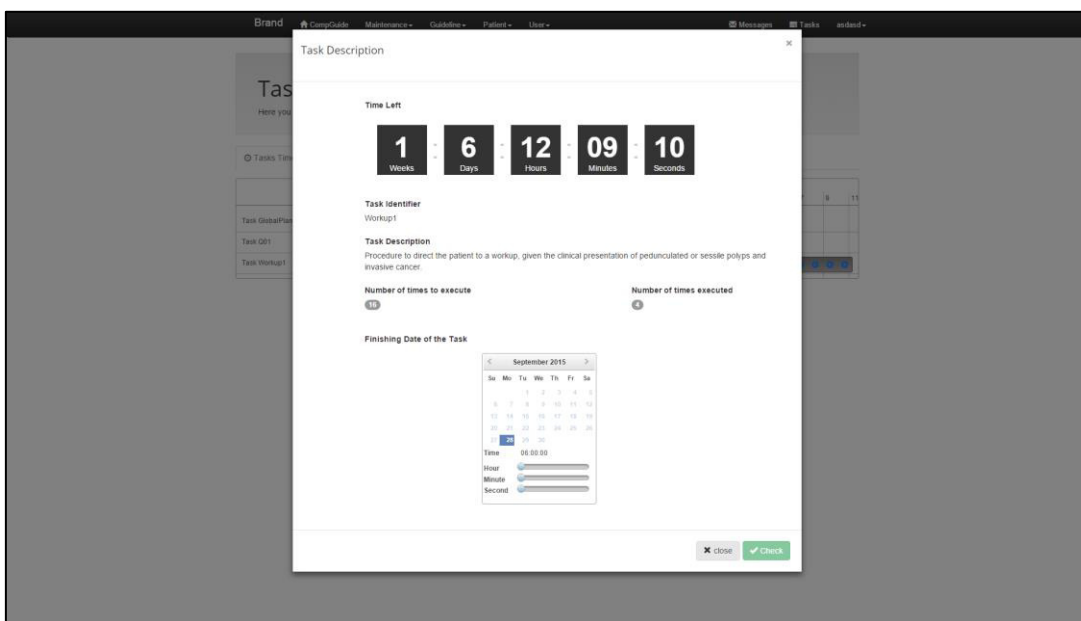 Brand CompGuide Maintenance Guideline Patient User Messages Tasks asdasd
Task Description ×
Tas
Here you
Time Left
1 : 6 : 12 : 09 : 10
Weeks Days Hours Minutes Seconds
Tasks Tim
9 11
Task Identifier
Workup1
Task GlobalPlan
Task Q01
Task Description
Procedure to direct the patient to a workup, given the clinical presentation of pedunculated or sessile polyps and
invasive cancer.
Task Workup1
Number of times to execute Number of times executed
16 4
Finishing Date of the Task
< September 2015 >
Su Mo Tu We Th Fr Sa
1 2 3 4 5
6 7 8 9 10 11 12
13 14 15 16 17 18 19
20 21 22 23 24 25 26
27 28 29 30
Time 06:00:00
Hour
Minute
Second
close Check